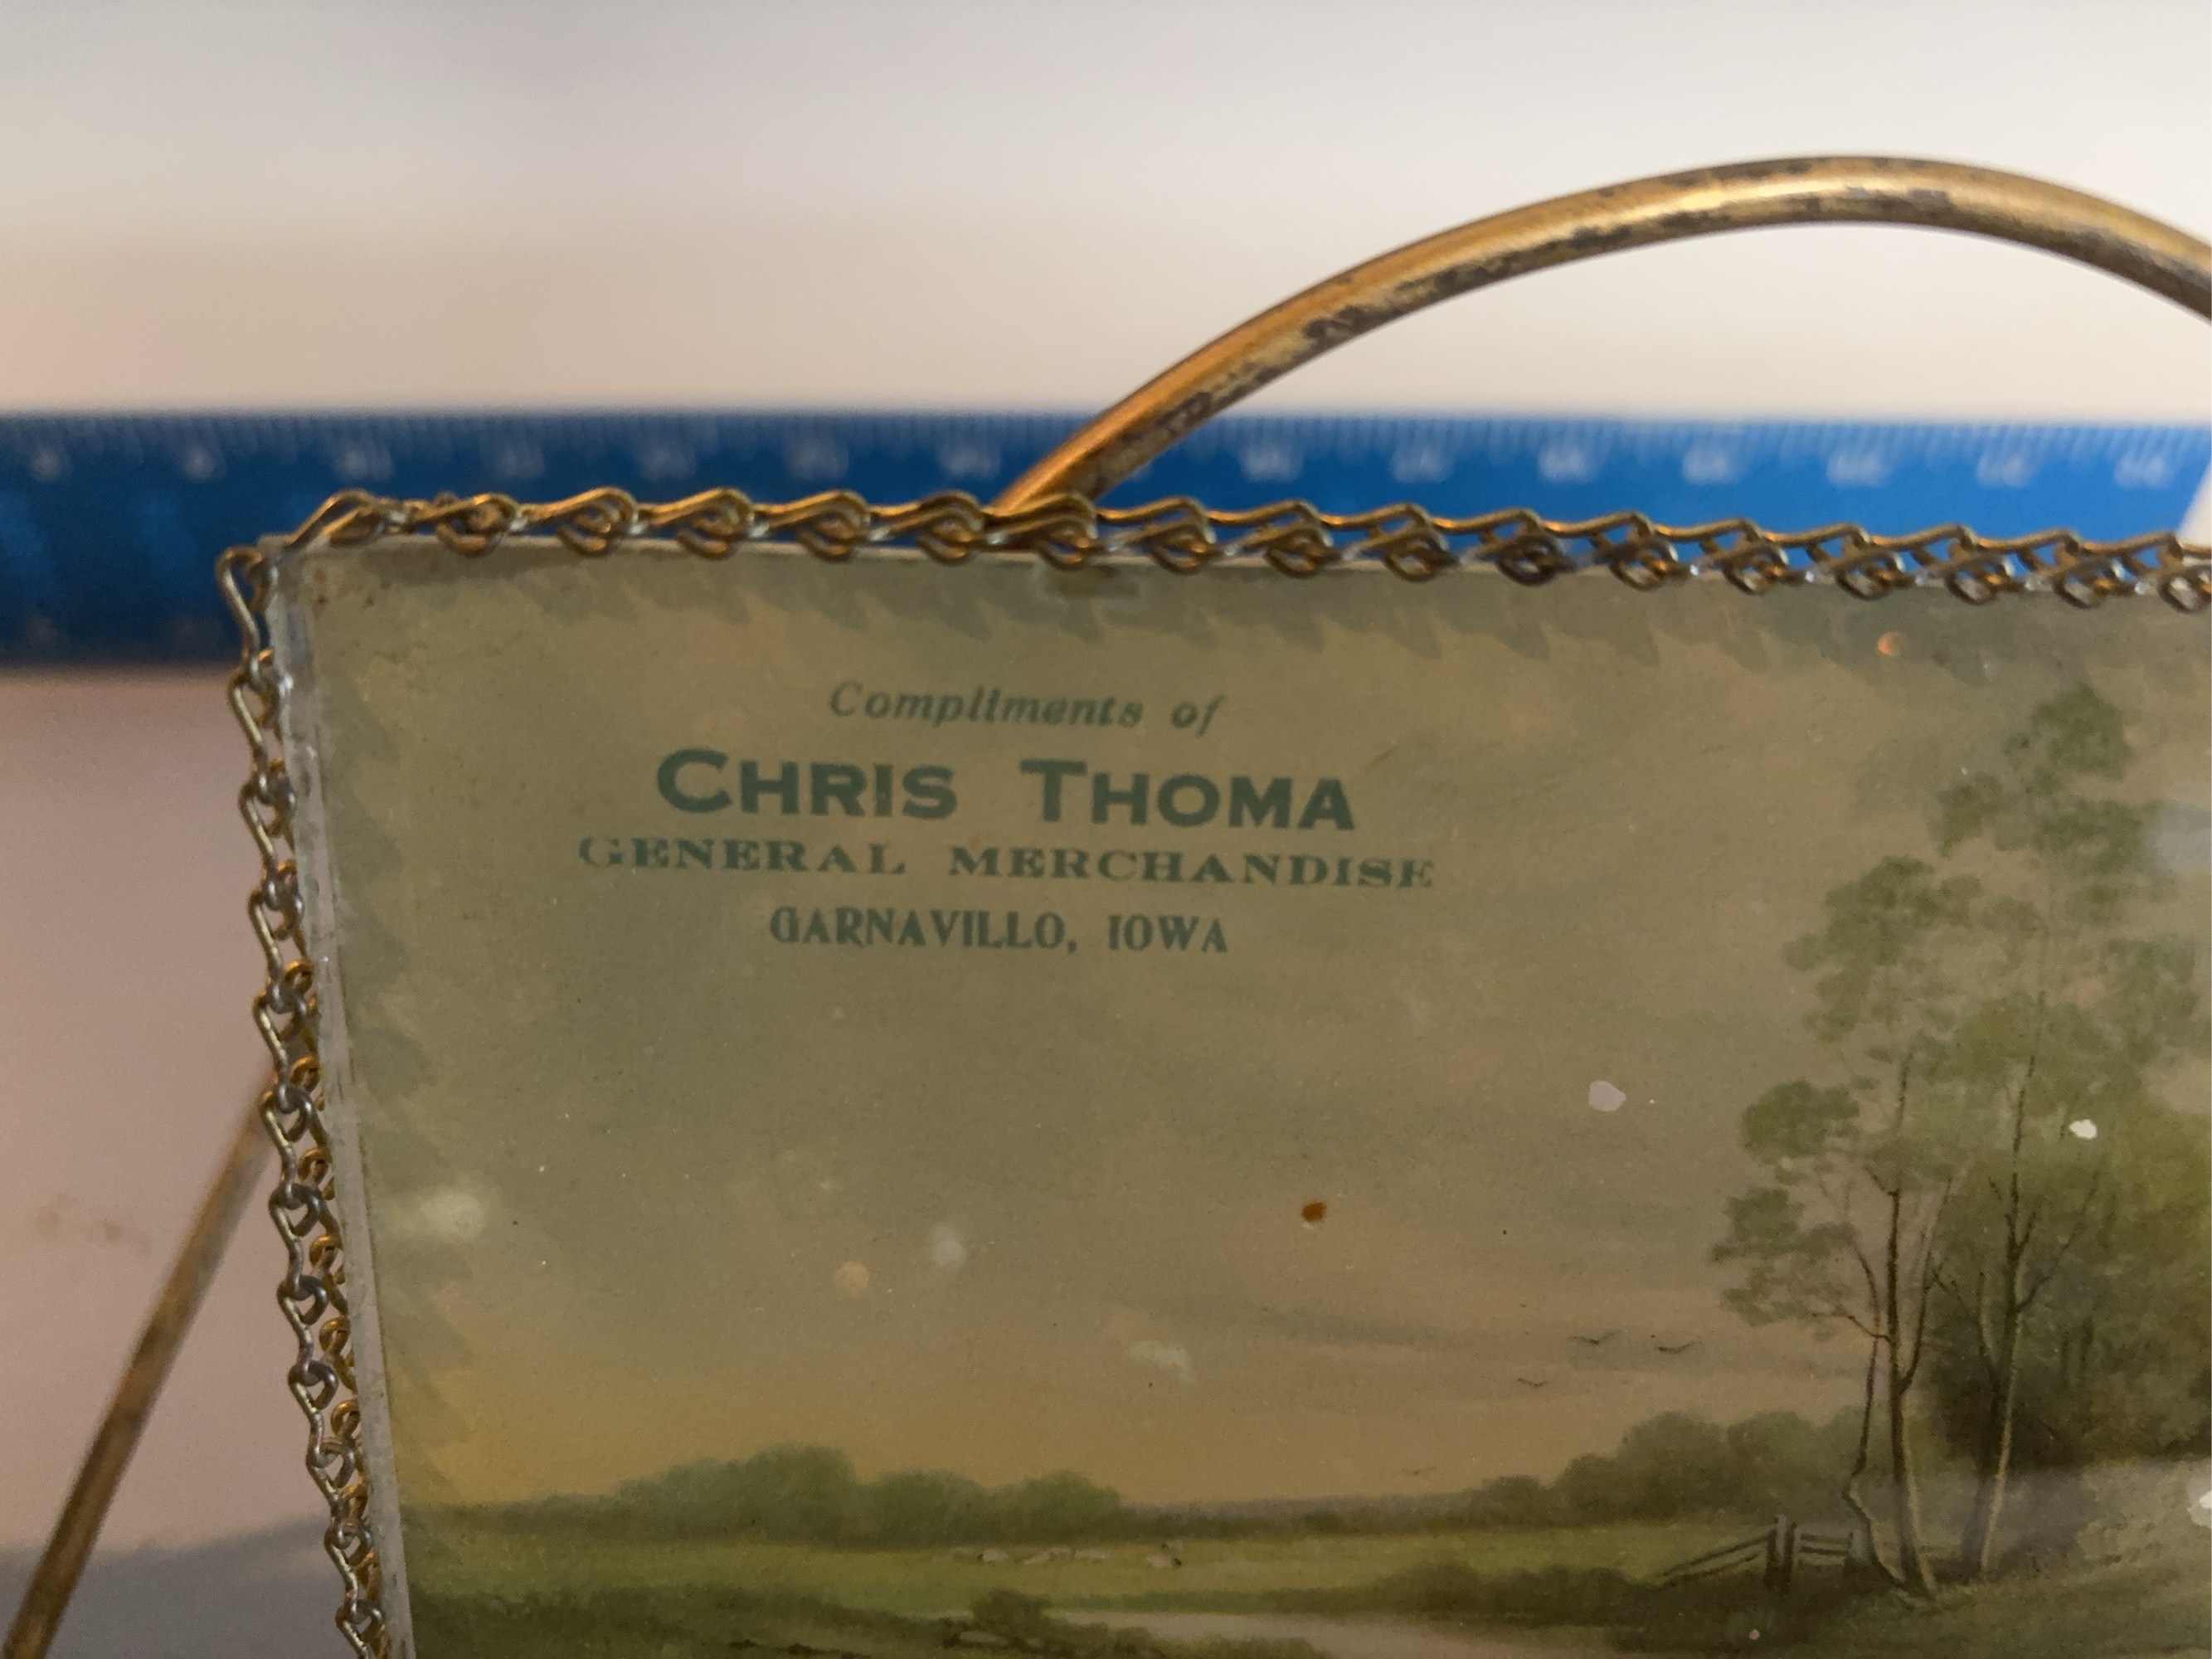 Compliments of
CHRIS THOMA
GENERAL MERCHANDISE
GARNAVILLO, IOWA